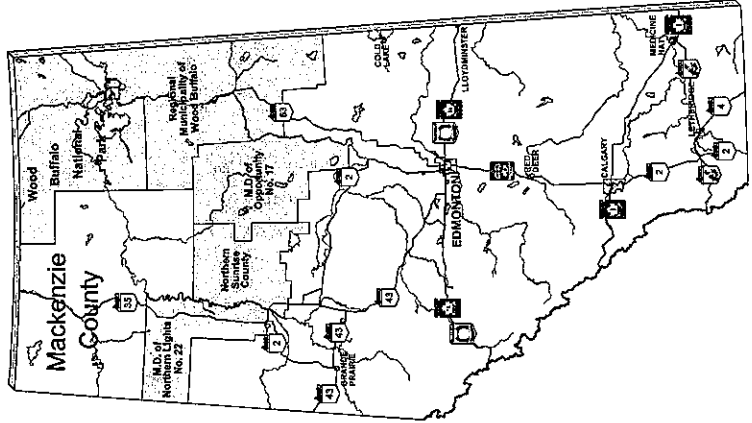 Wood
Buffalo
National
Park
Mackenzie
County
35
Regional
Municipality of
Wood Buffalo
63
M.D. of
Opportunity
No. 17
Northern
Sunrise
County
M.D. of
Northern Lights
No. 22
2
2
43
43
43
GRANDE
PRAIRIE
COLD
LAKE
LLOYDMINSTER
EDMONTON
RED
DEER
CALGARY
1
2
MEDICINE
HAT
1
LETHBRIDGE
4
2